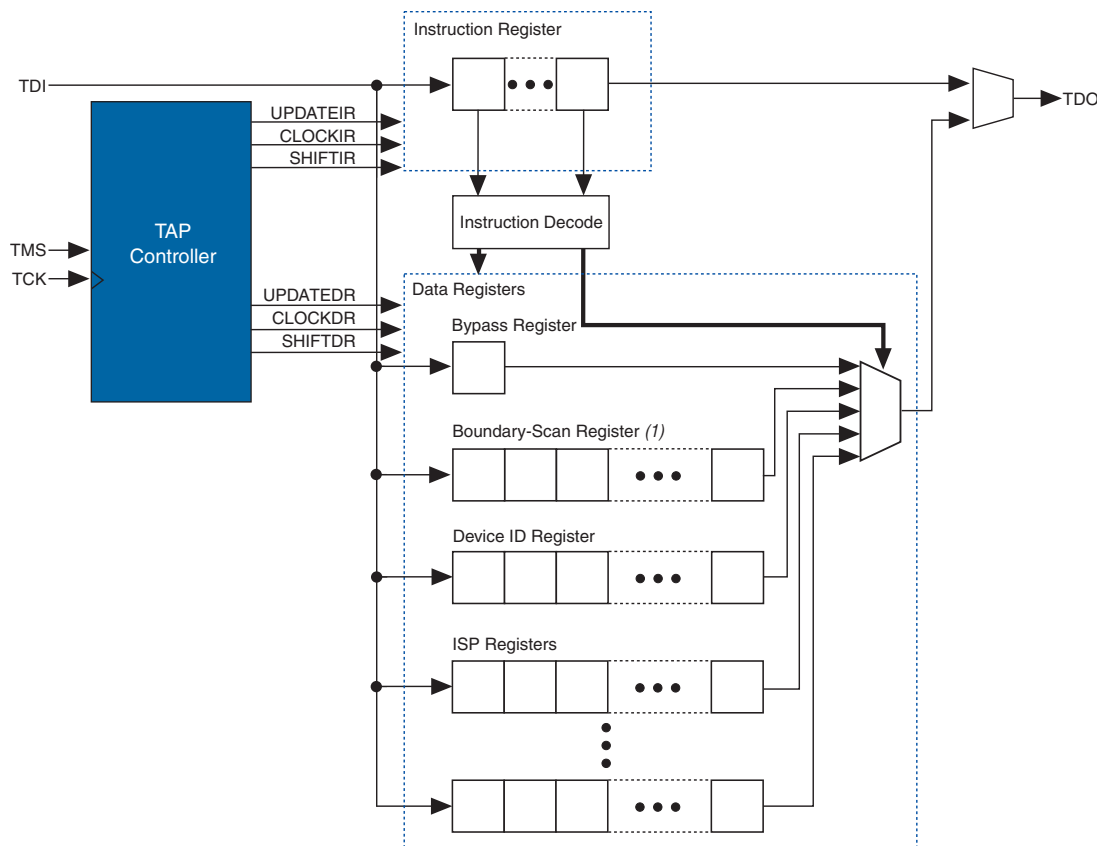 Instruction Register
TDI
TDO
UPDATEIR
CLOCKIR
SHIFTIR
TAP
Controller
Instruction Decode
TMS
TCK
Data Registers
UPDATEDR
CLOCKDR
SHIFTDR
Bypass Register
Boundary-Scan Register (1)
Device ID Register
ISP Registers